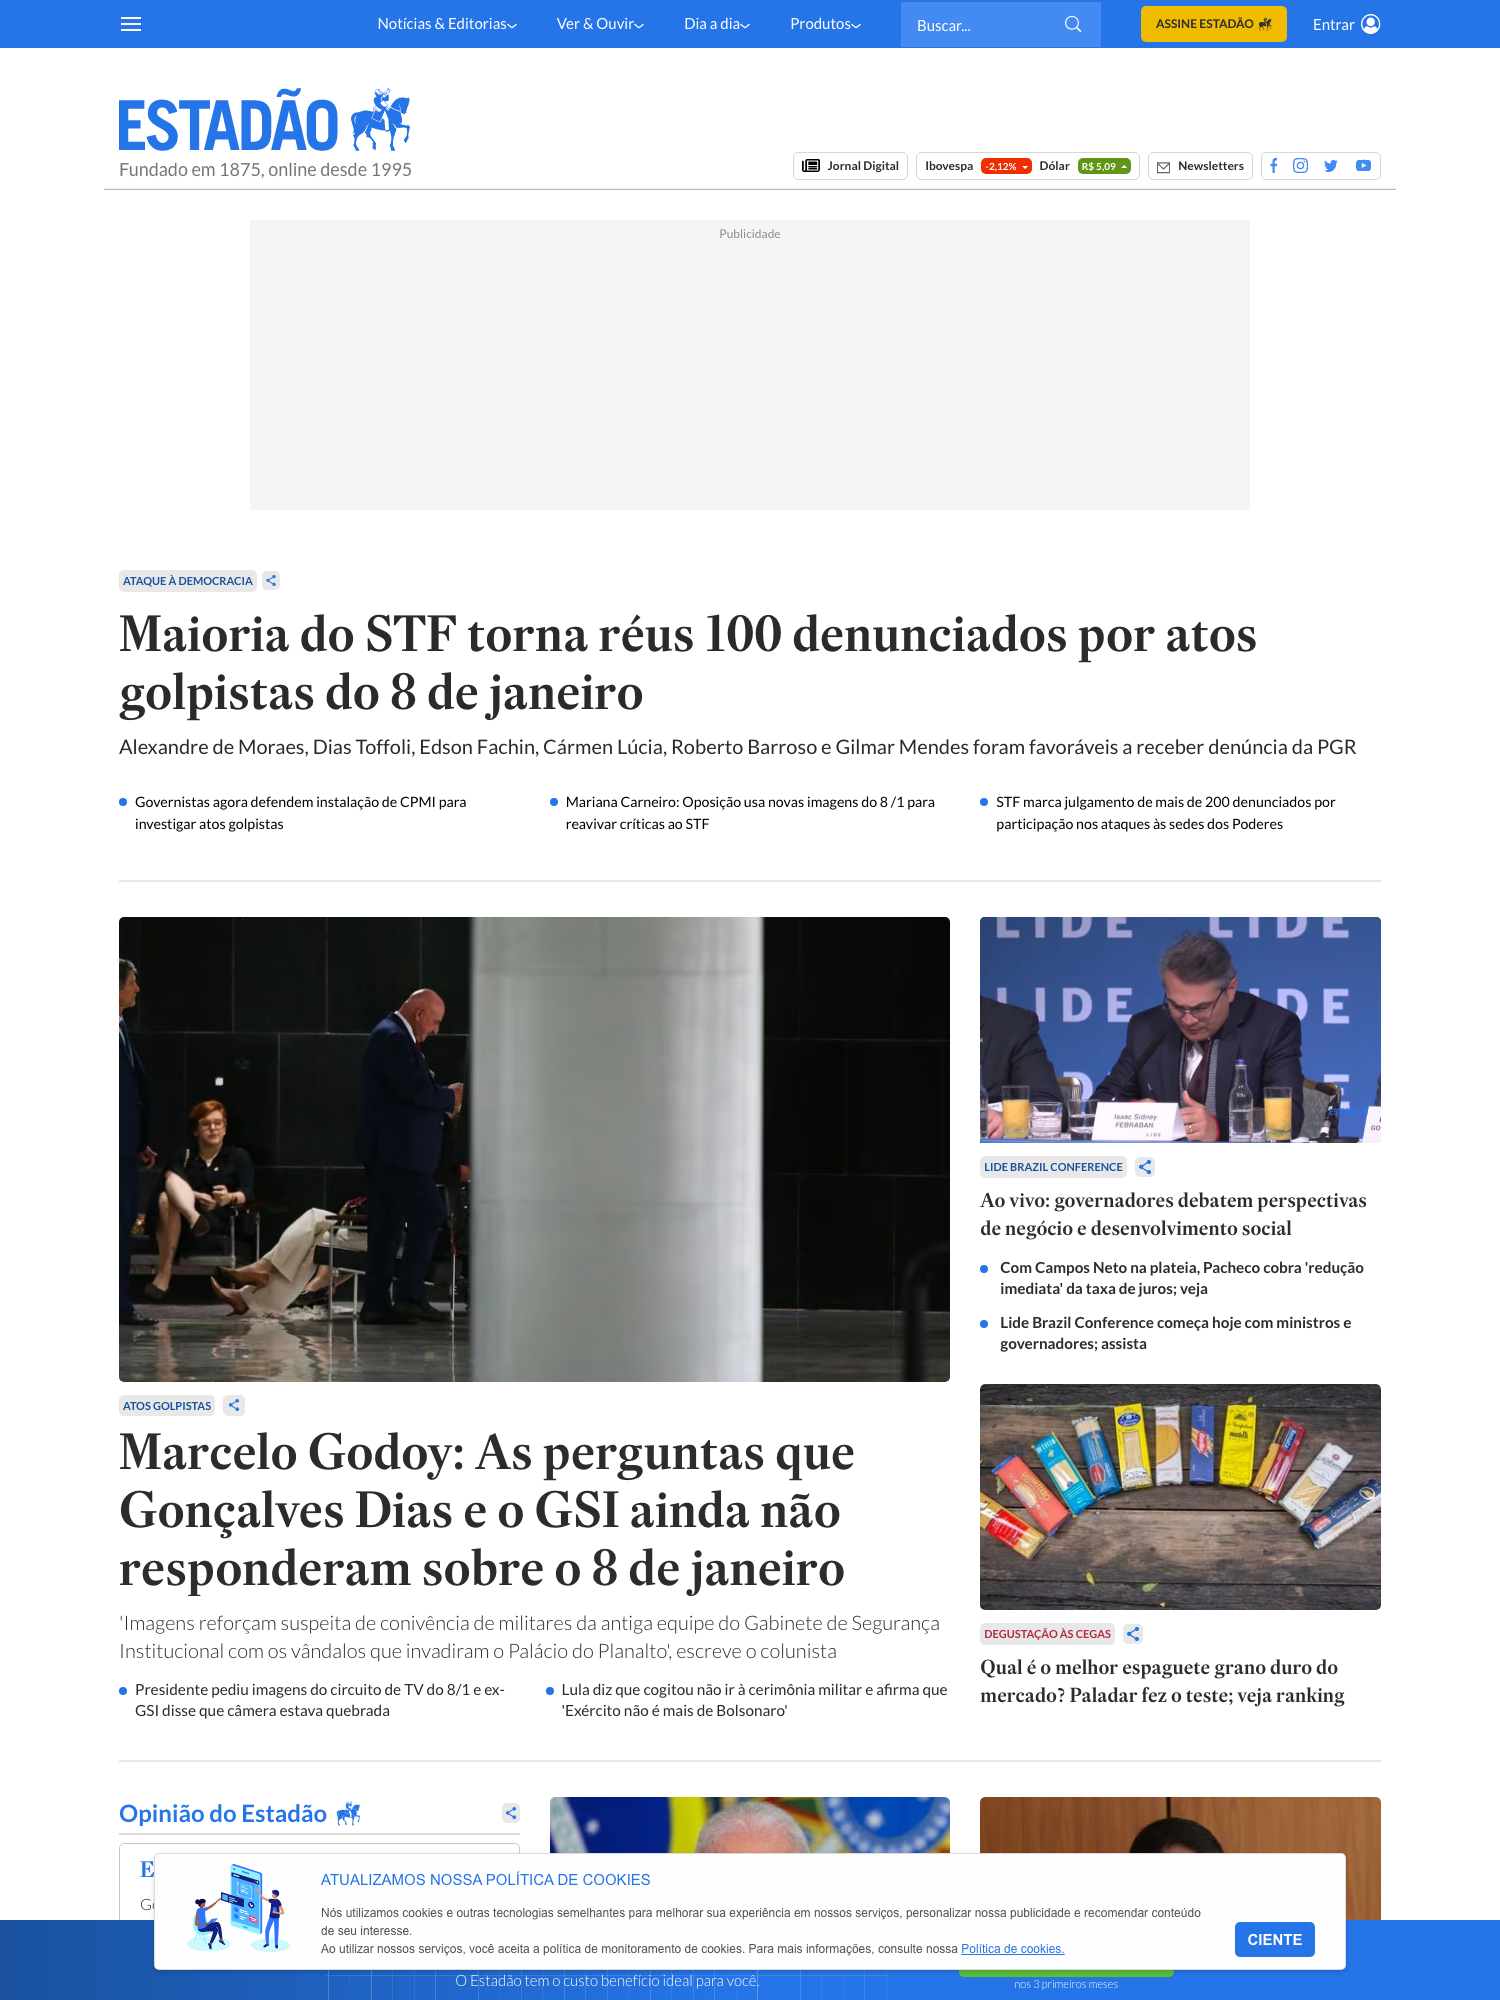 Notícias & Editorias
Ver & Ouvir
Dia a dia
Produtos
Buscar...
ASSINE ESTADÃO
Entrar
ESTADÃO
Fundado em 1875, online desde 1995
Jornal Digital
Ibovespa -2,12% Dólar R$ 5,09
Newsletters
Publicidade
ATAQUE À DEMOCRACIA
Maioria do STF torna réus 100 denunciados por atos
golpistas do 8 de janeiro
Alexandre de Moraes, Dias Toffoli, Edson Fachin, Cármen Lúcia, Roberto Barroso e Gilmar Mendes foram favoráveis a receber denúncia da PGR
Governistas agora defendem instalação de CPMI para
investigar atos golpistas
Mariana Carneiro: Oposição usa novas imagens do 8 /1 para
reavivar críticas ao STF
STF marca julgamento de mais de 200 denunciados por
participação nos ataques às sedes dos Poderes
LIDE LIDE
LIDE IDE
Isaac Sidney
FEBRABAN
LIDE
LIDE BRAZIL CONFERENCE
Ao vivo: governadores debatem perspectivas
de negócio e desenvolvimento social
Com Campos Neto na plateia, Pacheco cobra 'redução
imediata' da taxa de juros; veja
Lide Brazil Conference começa hoje com ministros e
governadores; assista
ATOS GOLPISTAS
Marcelo Godoy: As perguntas que
Gonçalves Dias e o GSI ainda não
responderam sobre o 8 de janeiro
'Imagens reforçam suspeita de conivência de militares da antiga equipe do Gabinete de Segurança
Institucional com os vândalos que invadiram o Palácio do Planalto', escreve o colunista
Presidente pediu imagens do circuito de TV do 8/1 e ex-
GSI disse que câmera estava quebrada
Lula diz que cogitou não ir à cerimônia militar e afirma que
'Exército não é mais de Bolsonaro'
DEGUSTAÇÃO ÀS CEGAS
Qual é o melhor espaguete grano duro do
mercado? Paladar fez o teste; veja ranking
Opinião do Estadão
E
ATUALIZAMOS NOSSA POLÍTICA DE COOKIES
Nós utilizamos cookies e outras tecnologias semelhantes para melhorar sua experiência em nossos serviços, personalizar nossa publicidade e recomendar conteúdo
de seu interesse.
Ao utilizar nossos serviços, você aceita a política de monitoramento de cookies. Para mais informações, consulte nossa Política de cookies.
CIENTE
O Estadão tem o custo benefício ideal para você.
nos 3 primeiros meses